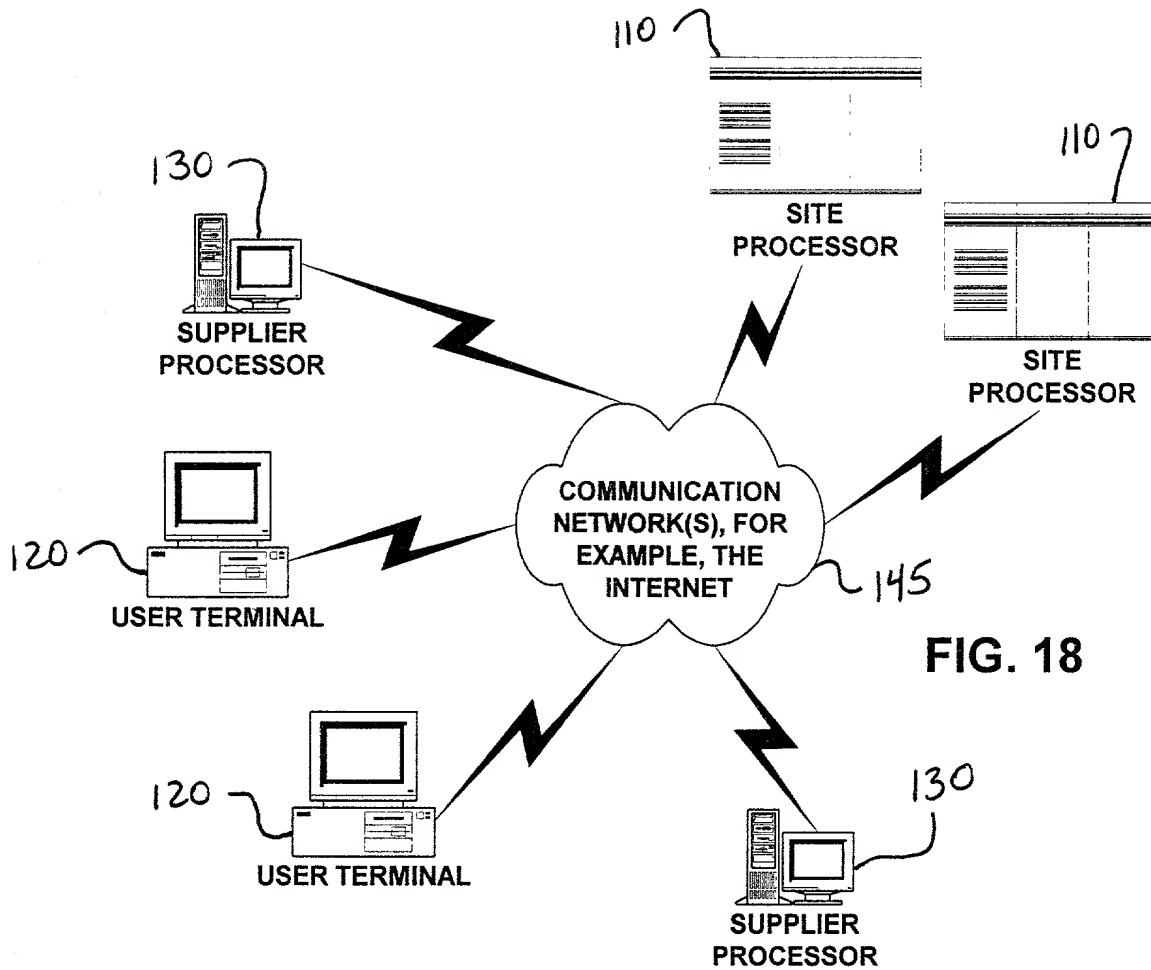 110
110
130
SITE
PROCESSOR
SUPPLIER
PROCESSOR
SITE
PROCESSOR
COMMUNICATION
NETWORK(S), FOR
EXAMPLE, THE
INTERNET
120
145
USER TERMINAL
FIG. 18
120
130
USER TERMINAL
SUPPLIER
PROCESSOR